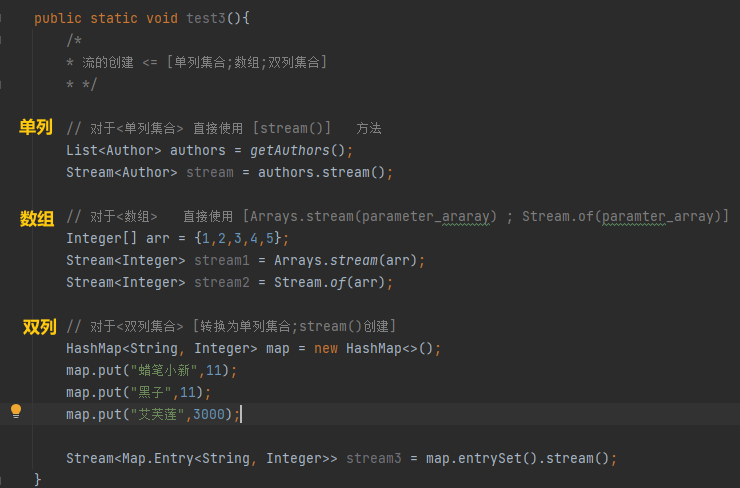 public static void test3(){
/*
* 流的创建 <= [单列集合;数组;双列集合]
* */
单列 // 对于<单列集合> 直接使用 [stream()] 方法
List<Author> authors = getAuthors();
Stream<Author> stream = authors.stream();
数组 // 对于<数组> 直接使用 [Arrays.stream(parameter_araray) ; Stream.of(paramter_array)]
Integer[] arr = {1,2,3,4,5};
Stream<Integer> stream1 = Arrays.stream(arr);
Stream<Integer> stream2 = Stream.of(arr);
双列 // 对于<双列集合> [转换为单列集合;stream()创建]
HashMap<String, Integer> map = new HashMap<>();
map.put("蜡笔小新",11);
map.put("黑子",11);
map.put("艾芙莲",3000);
Stream<Map.Entry<String, Integer>> stream3 = map.entrySet().stream();
}